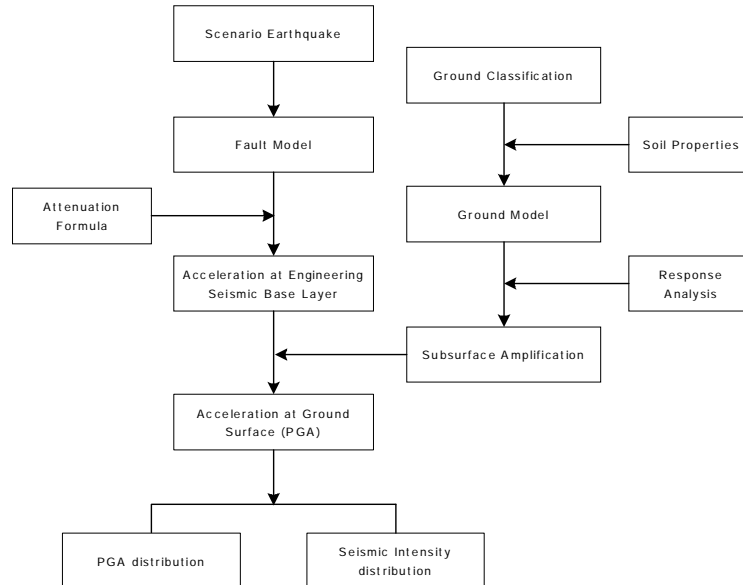 Scenario Earthquake
Ground Classification
Fault Model
Soil Properties
Attenuation
Formula
Ground Model
Acceleration at Engineering
Seismic Base Layer
Response
Analysis
Subsurface Amplification
Acceleration at Ground
Surface (PGA)
PGA distribution
Seismic Intensity
distribution